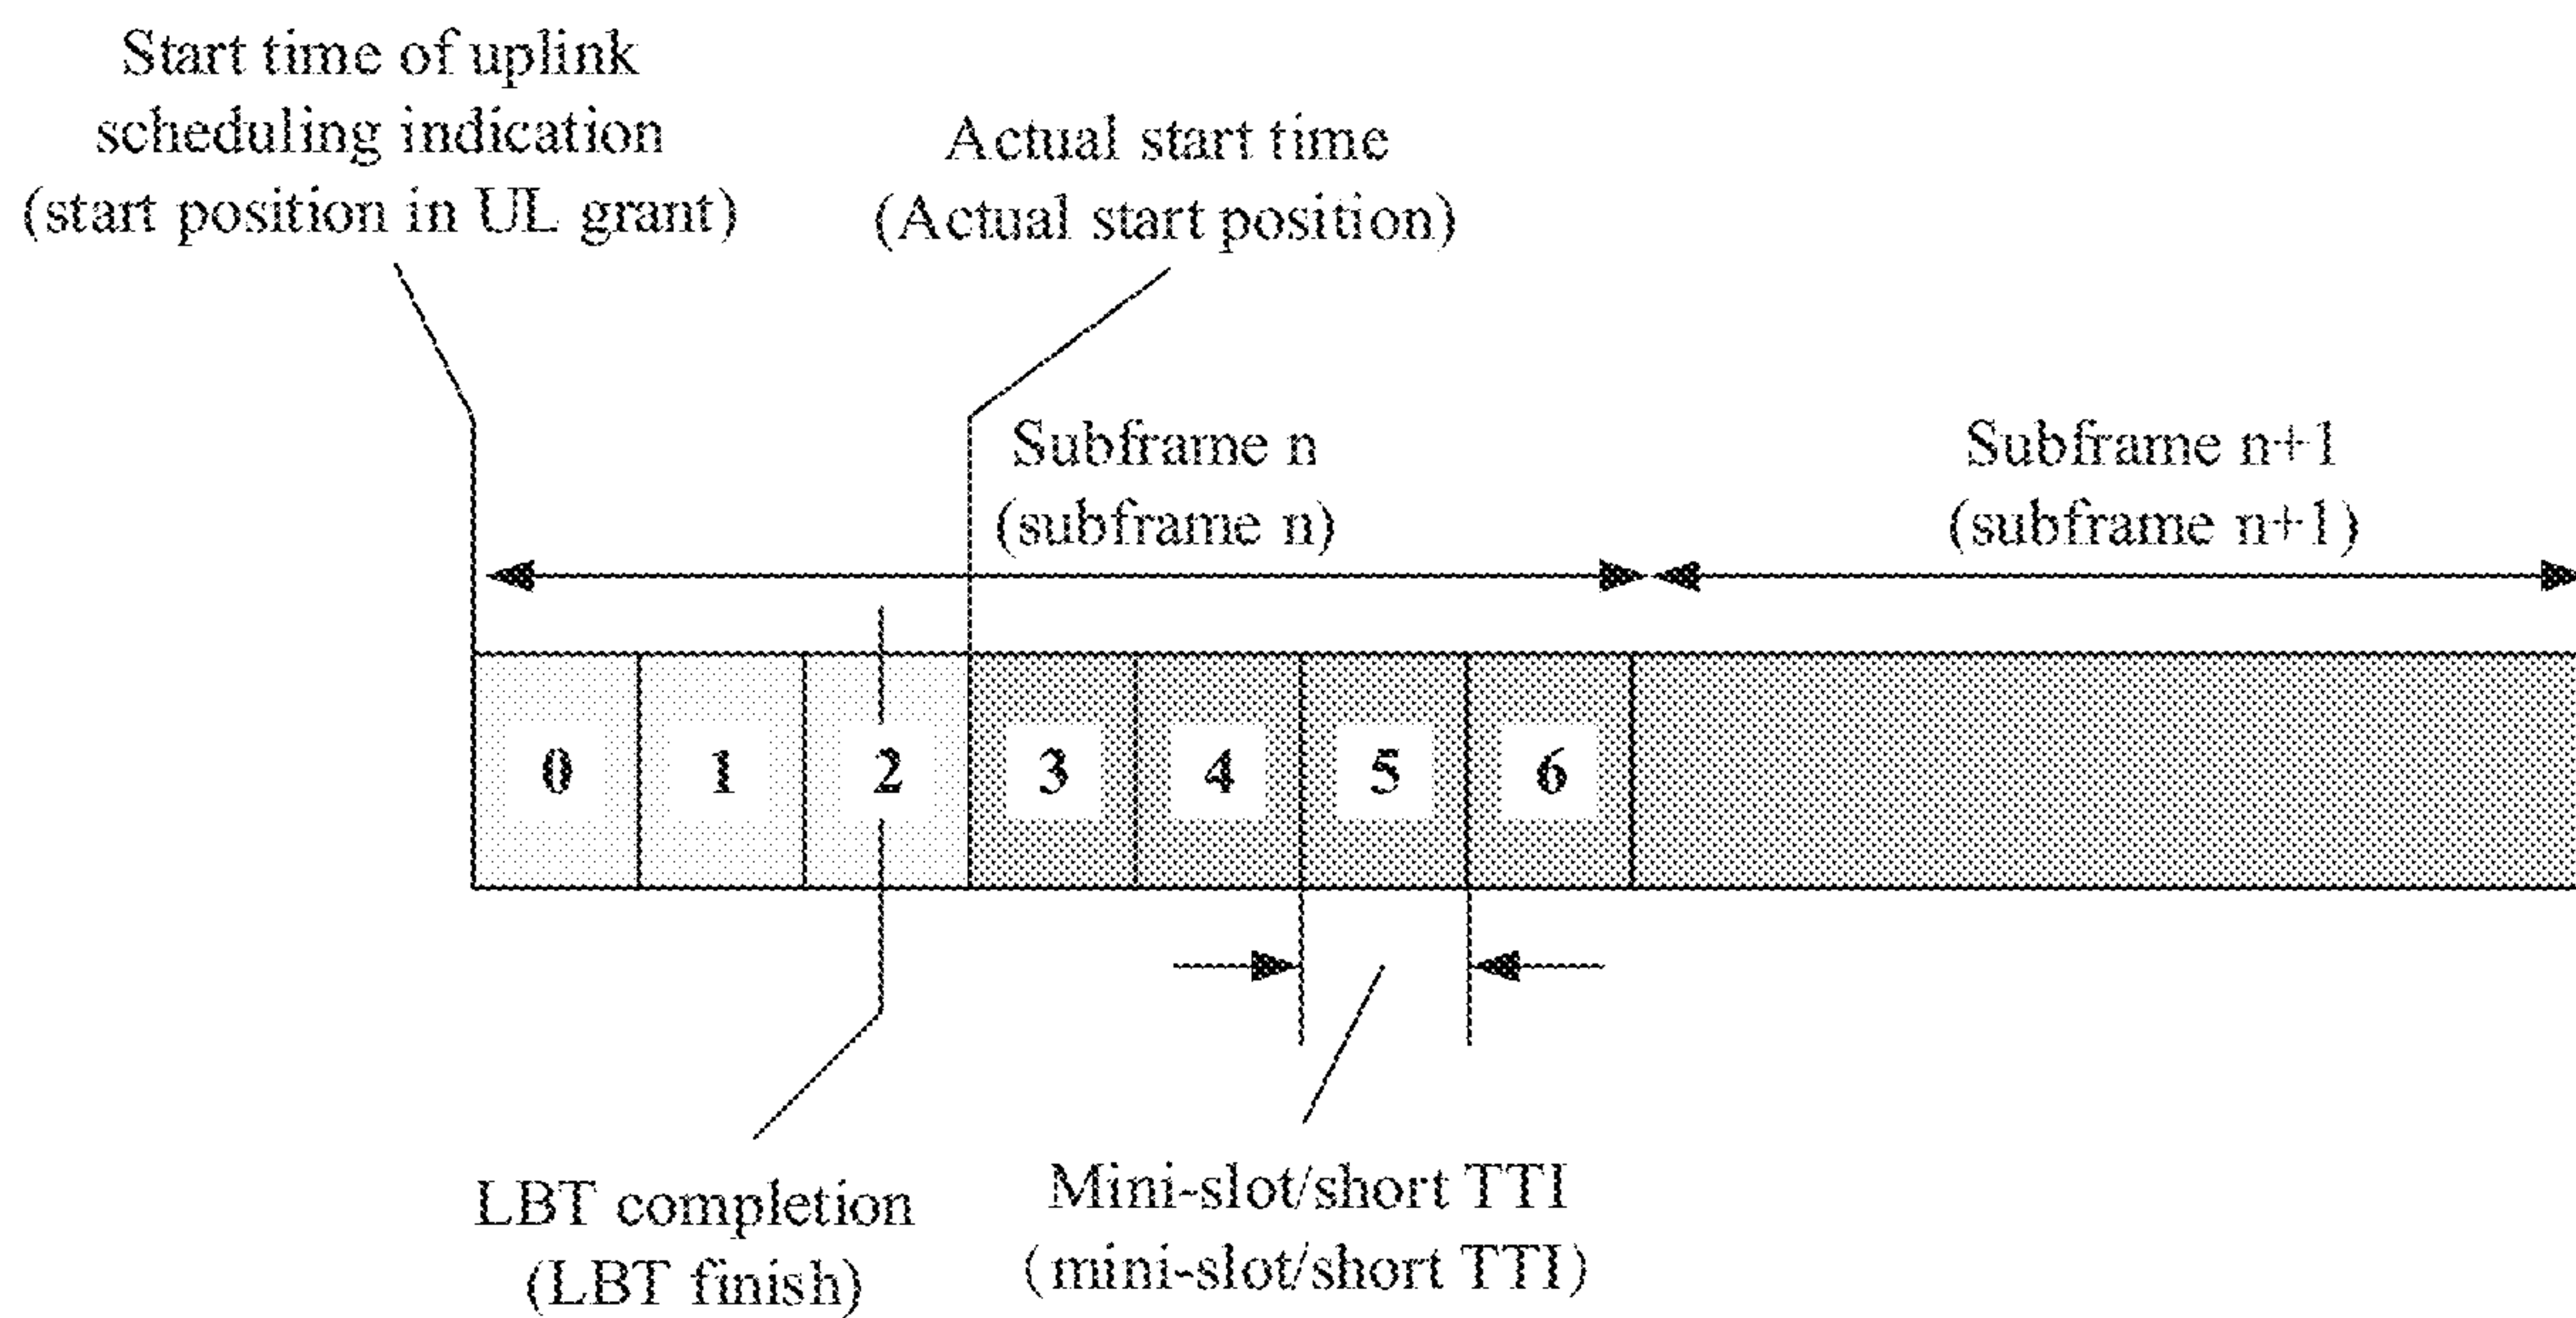 Start time of uplink
scheduling indication
(start position in UL grant)
Actual start time
(Actual start position)
Subframe n
(subframe n)
Subframe n+1
(subframe n+1)
0 1 2 3 4 5 6
LBT completion
(LBT finish)
Mini-slot/short TTI
(mini-slot/short TTI)